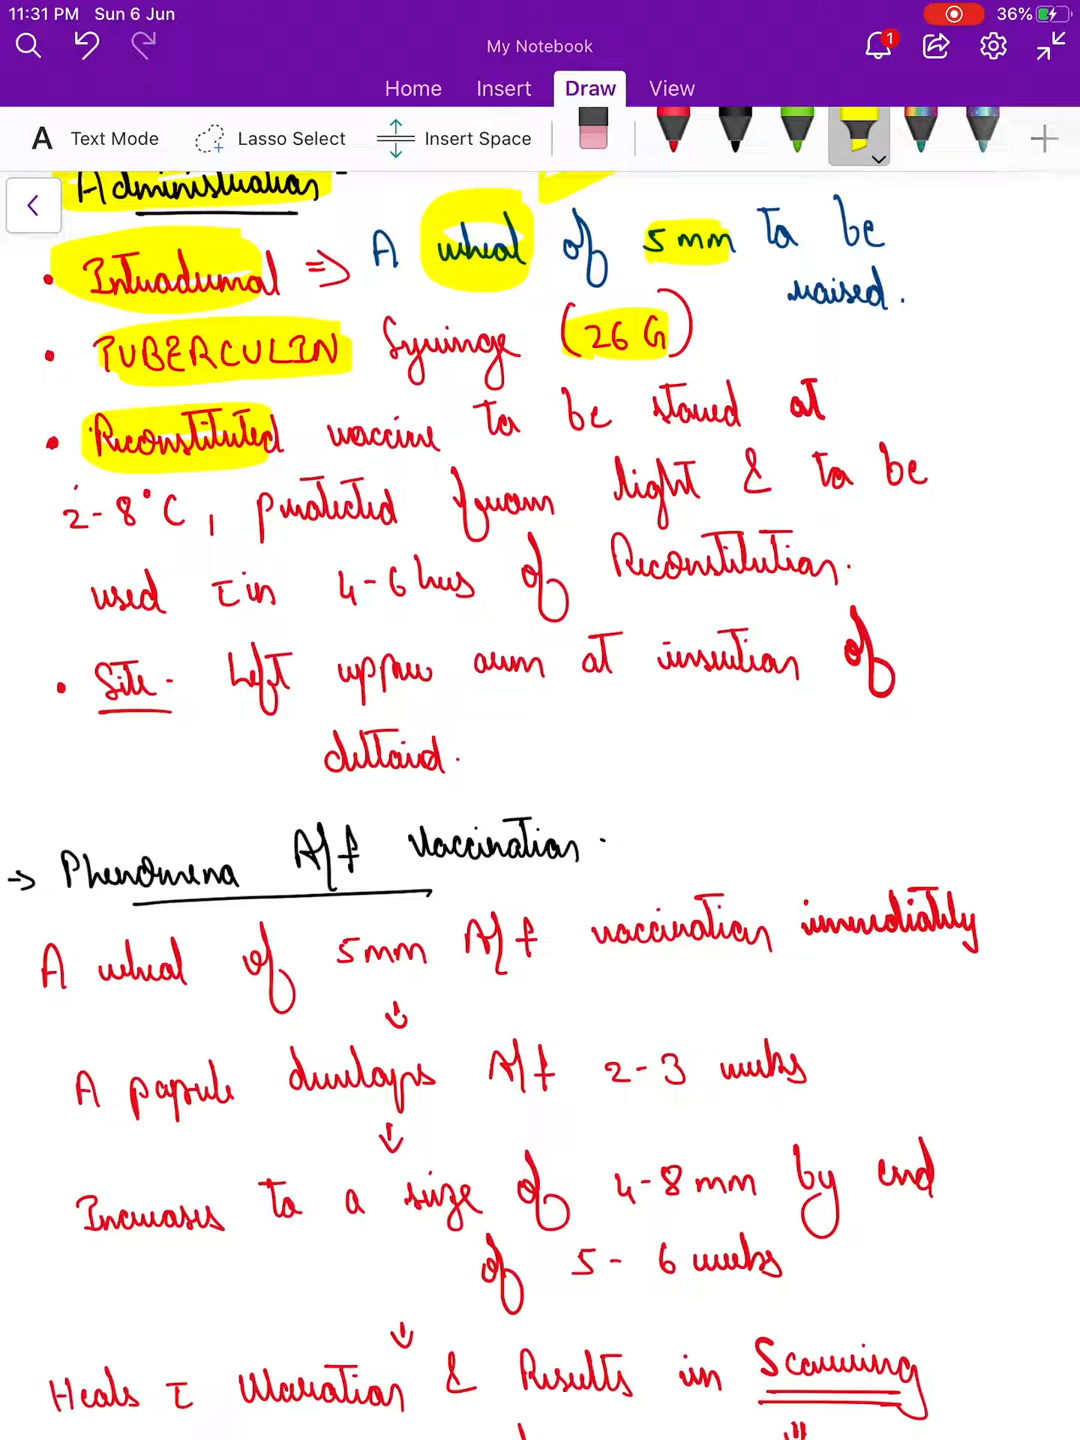 11:31 PM Sun 6 Jun
36%
My Notebook
1
Home Insert Draw View
A Text Mode Lasso Select Insert Space
Administration -
• Intradermal ⇒ A wheal of 5 mm to be raised.
• TUBERCULIN Syringe (26 G)
• Reconstituted vaccine to be stored at
2-8°C, protected from light & to be
used τin 4-6 hrs of Reconstitution.
• Site - Left upper arm at insertion of
deltoid.
→ Phenomena A/f vaccination.
A wheal of 5mm A/f vaccination immediately
↓
A papule develops A/f 2-3 weeks
↓
Increases to a size of 4-8mm by end
of 5-6 weeks
↓
Heals τ Ulceration & Results in Scarring